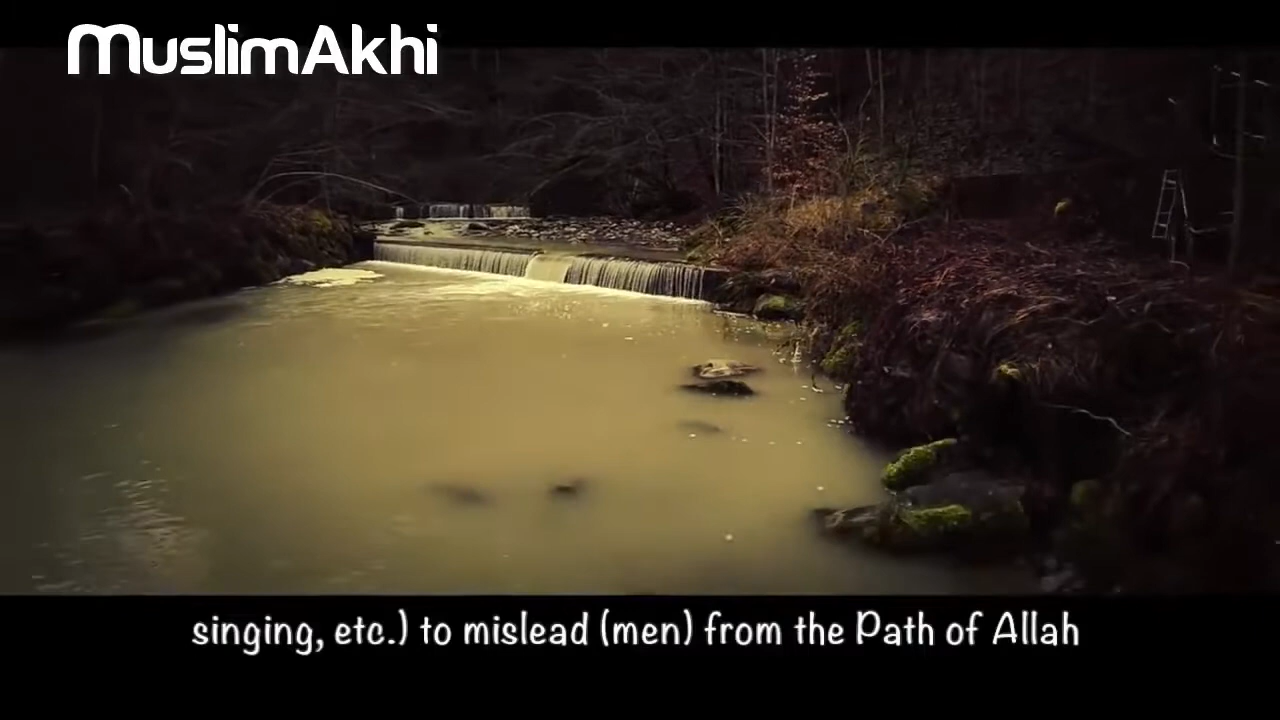 MuslimAkhi
singing, etc.) to mislead (men) from the Path of Allah